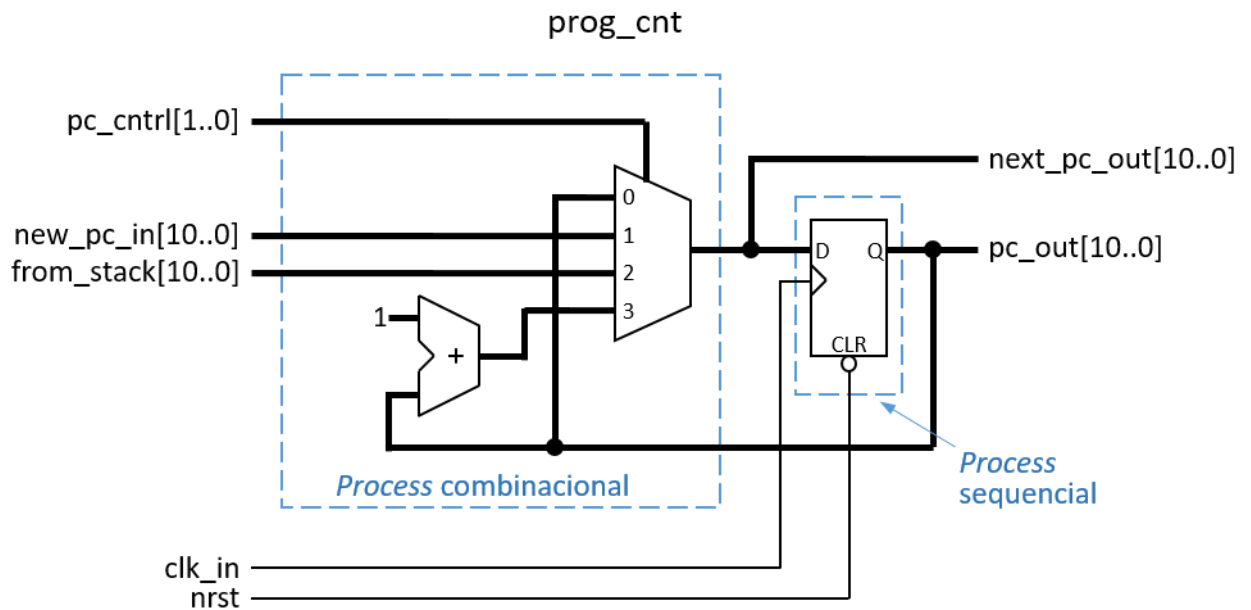 prog_cnt
pc_cntrl[1..0]
next_pc_out[10..0]
0
new_pc_in[10..0]
1
D
Q
pc_out[10..0]
from_stack[10..0]
2
3
1
+
CLR
Process combinacional
Process
sequencial
clk_in
nrst